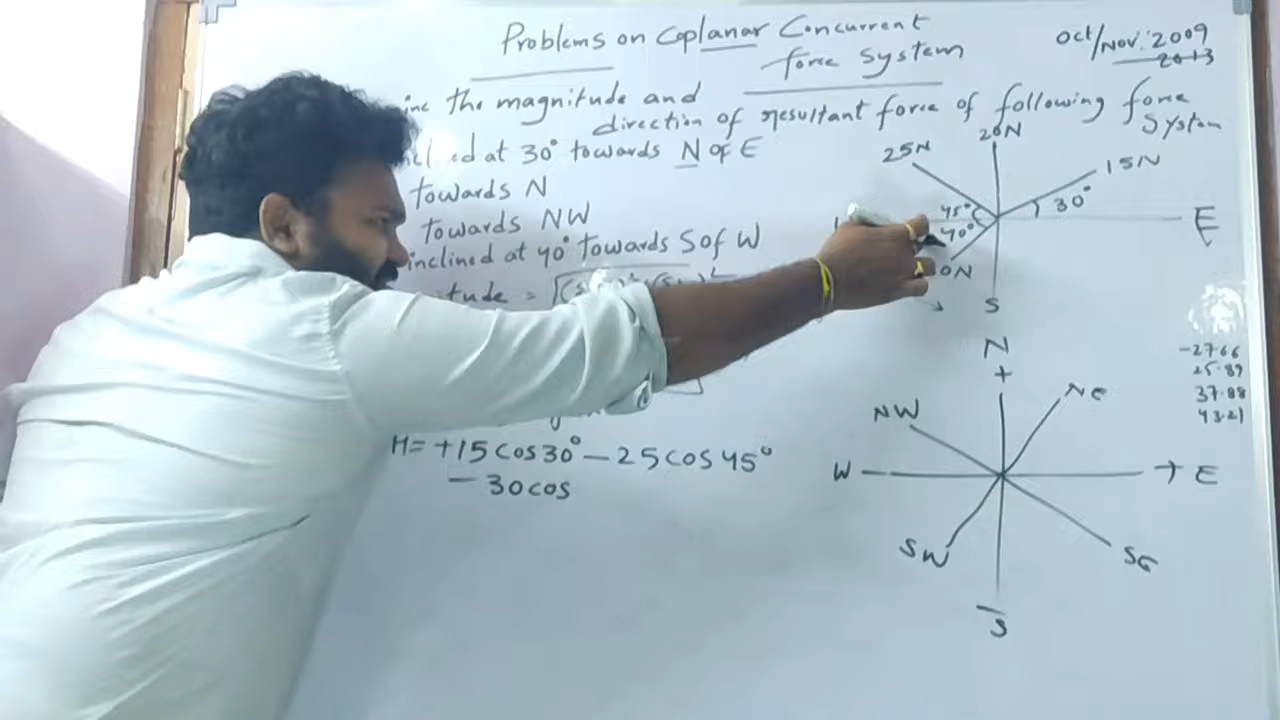 Problems on Coplanar Concurrent
force System
Oct/Nov. 2009
2013
the magnitude and
direction of resultant force of following force
System
at 30° towards N of E
towards N
towards NW
inclined at 40° towards S of W
25N
20N
15N
45°
30°
40°
E
S
H = +15 cos 30° - 25 cos 45°
- 30 cos
N
+
NW
NE
W
+ E
SW
SE
-
S
-27.66
25.89
37.88
43.21